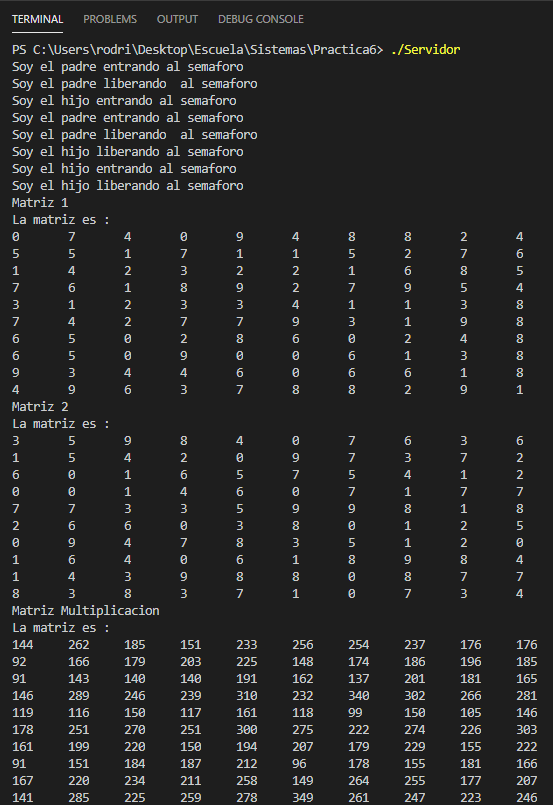 TERMINAL PROBLEMS OUTPUT DEBUG CONSOLE
PS C:\Users\rodri\Desktop\Escuela\Sistemas\Practica6> ./Servidor
Soy el padre entrando al semaforo
Soy el padre liberando  al semaforo
Soy el hijo entrando al semaforo
Soy el padre entrando al semaforo
Soy el padre liberando  al semaforo
Soy el hijo liberando al semaforo
Soy el hijo entrando al semaforo
Soy el hijo liberando al semaforo
Matriz 1
La matriz es :
0 7 4 0 9 4 8 8 2 4
5 5 1 7 1 1 5 2 7 6
1 4 2 3 2 2 1 6 8 5
7 6 1 8 9 2 7 9 5 4
3 1 2 3 3 4 1 1 3 8
7 4 2 7 7 9 3 1 9 8
6 5 0 2 8 6 0 2 4 8
6 5 0 9 0 0 6 1 3 8
9 3 4 4 6 0 6 6 1 8
4 9 6 3 7 8 8 2 9 1
Matriz 2
La matriz es :
3 5 9 8 4 0 7 6 3 6
1 5 4 2 0 9 7 3 7 2
6 0 1 6 5 7 5 4 1 2
0 0 1 4 6 0 7 1 7 7
7 7 3 3 5 9 9 8 1 8
2 6 6 0 3 8 0 1 2 5
0 9 4 7 8 3 5 1 2 0
1 6 4 0 6 1 8 9 8 4
1 4 3 9 8 8 0 8 7 7
8 3 8 3 7 1 0 7 3 4
Matriz Multiplicacion
La matriz es :
144 262 185 151 233 256 254 237 176 176
92 166 179 203 225 148 174 186 196 185
91 143 140 140 191 162 137 201 181 165
146 289 246 239 310 232 340 302 266 281
119 116 150 117 161 118 99 150 105 146
178 251 270 251 300 275 222 274 226 303
161 199 220 150 194 207 179 229 155 222
91 151 184 187 212 96 178 155 181 166
167 220 234 211 258 149 264 255 177 207
141 285 225 259 278 349 261 247 223 246